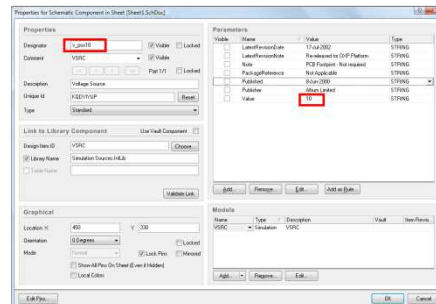 Properties for Schematic Component in Sheet [Sheet1.SchDoc]
Properties
Designator v_pos10 Visible Locked
Comment VSRC Visible
<< < > >> Part 1/1 Locked
Description Voltage Source
Unique Id Reset
Type Standard
Link to Library Component Use Vault Component
Design Item ID VSRC Choose...
Library Name Simulation Sources.IntLib
Table Name
Validate Link
Graphical
Location X 450 Y 330
Orientation 0 Degrees Locked
Mode Normal Lock Pins Mirrored
Show All Pins On Sheet (Even if Hidden)
Local Colors
Edit Pins...
Parameters
Visible Name Value Type
LatestRevisionDate 17-Jul-2002 STRING
LatestRevisionNote Re-released for DXP Platform. STRING
Note PCB Footprint - Not required STRING
PackageReference Not Applicable STRING
Published 8-Jun-2000 STRING
Publisher Altium Limited STRING
Value 10 STRING
Add... Remove... Edit... Add as Rule...
Models
Name Type Description Vault Item Revis...
VSRC Simulation VSRC
Add... Remove... Edit...
OK Cancel